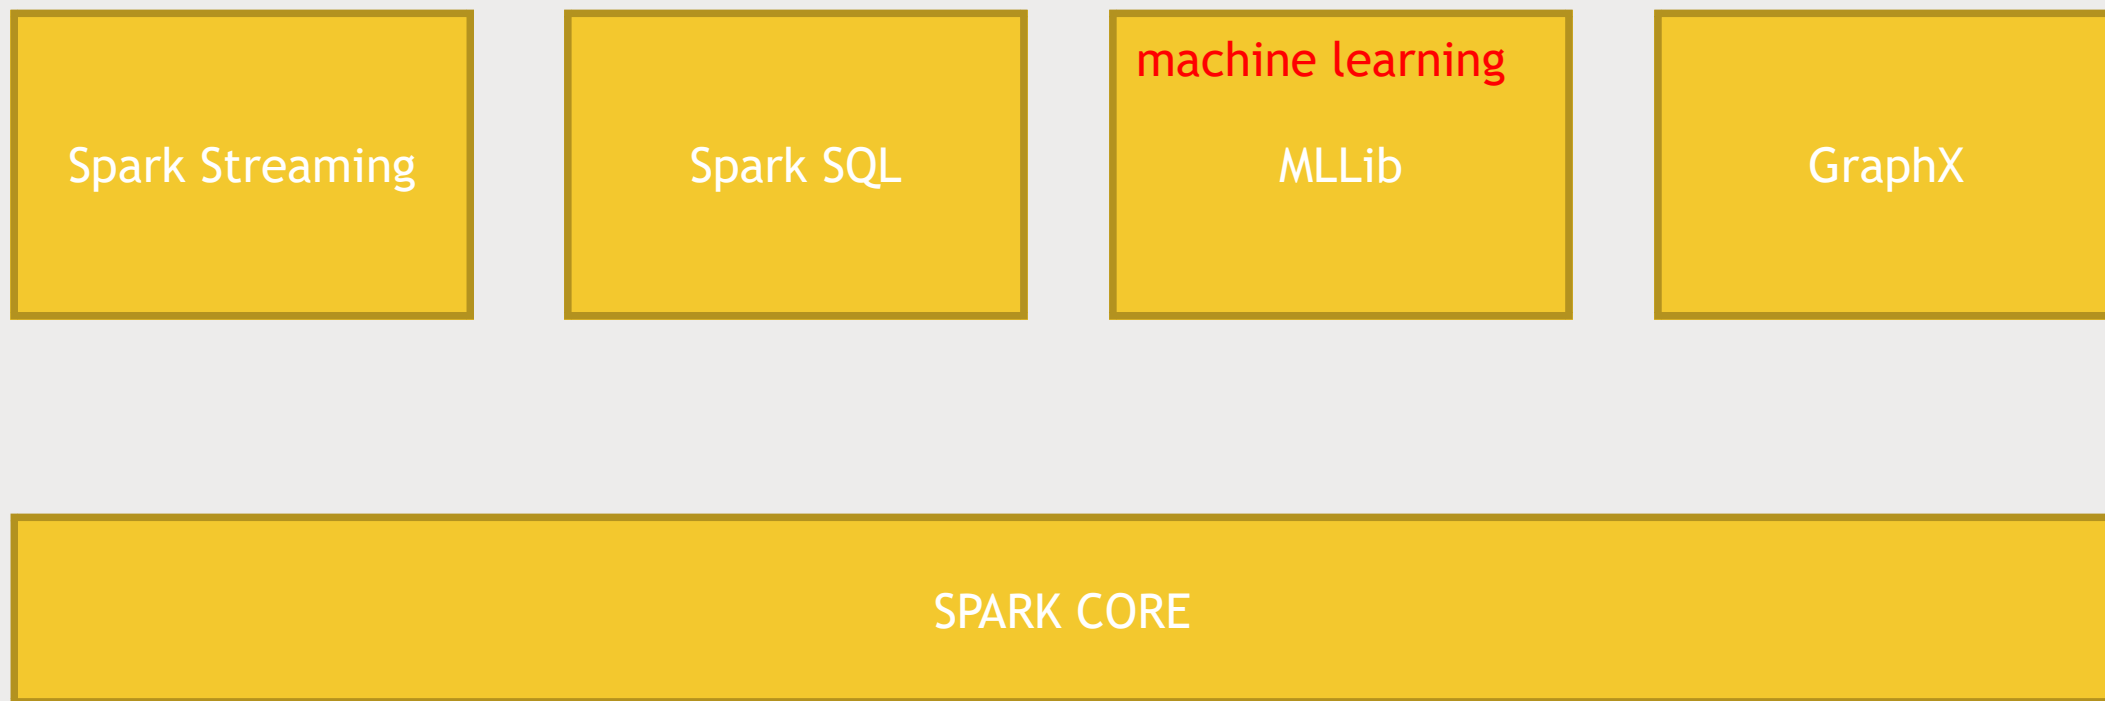 machine learning
Spark Streaming
Spark SQL
MLLib
GraphX
SPARK CORE